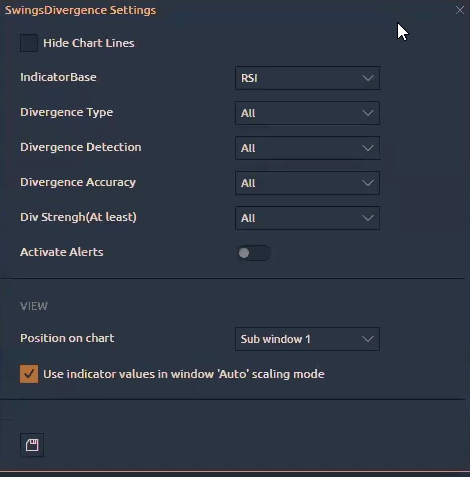 SwingsDivergence Settings
Hide Chart Lines
IndicatorBase RSI
Divergence Type All
Divergence Detection All
Divergence Accuracy All
Div Strengh(At least) All
Activate Alerts
VIEW
Position on chart Sub window 1
Use indicator values in window 'Auto' scaling mode